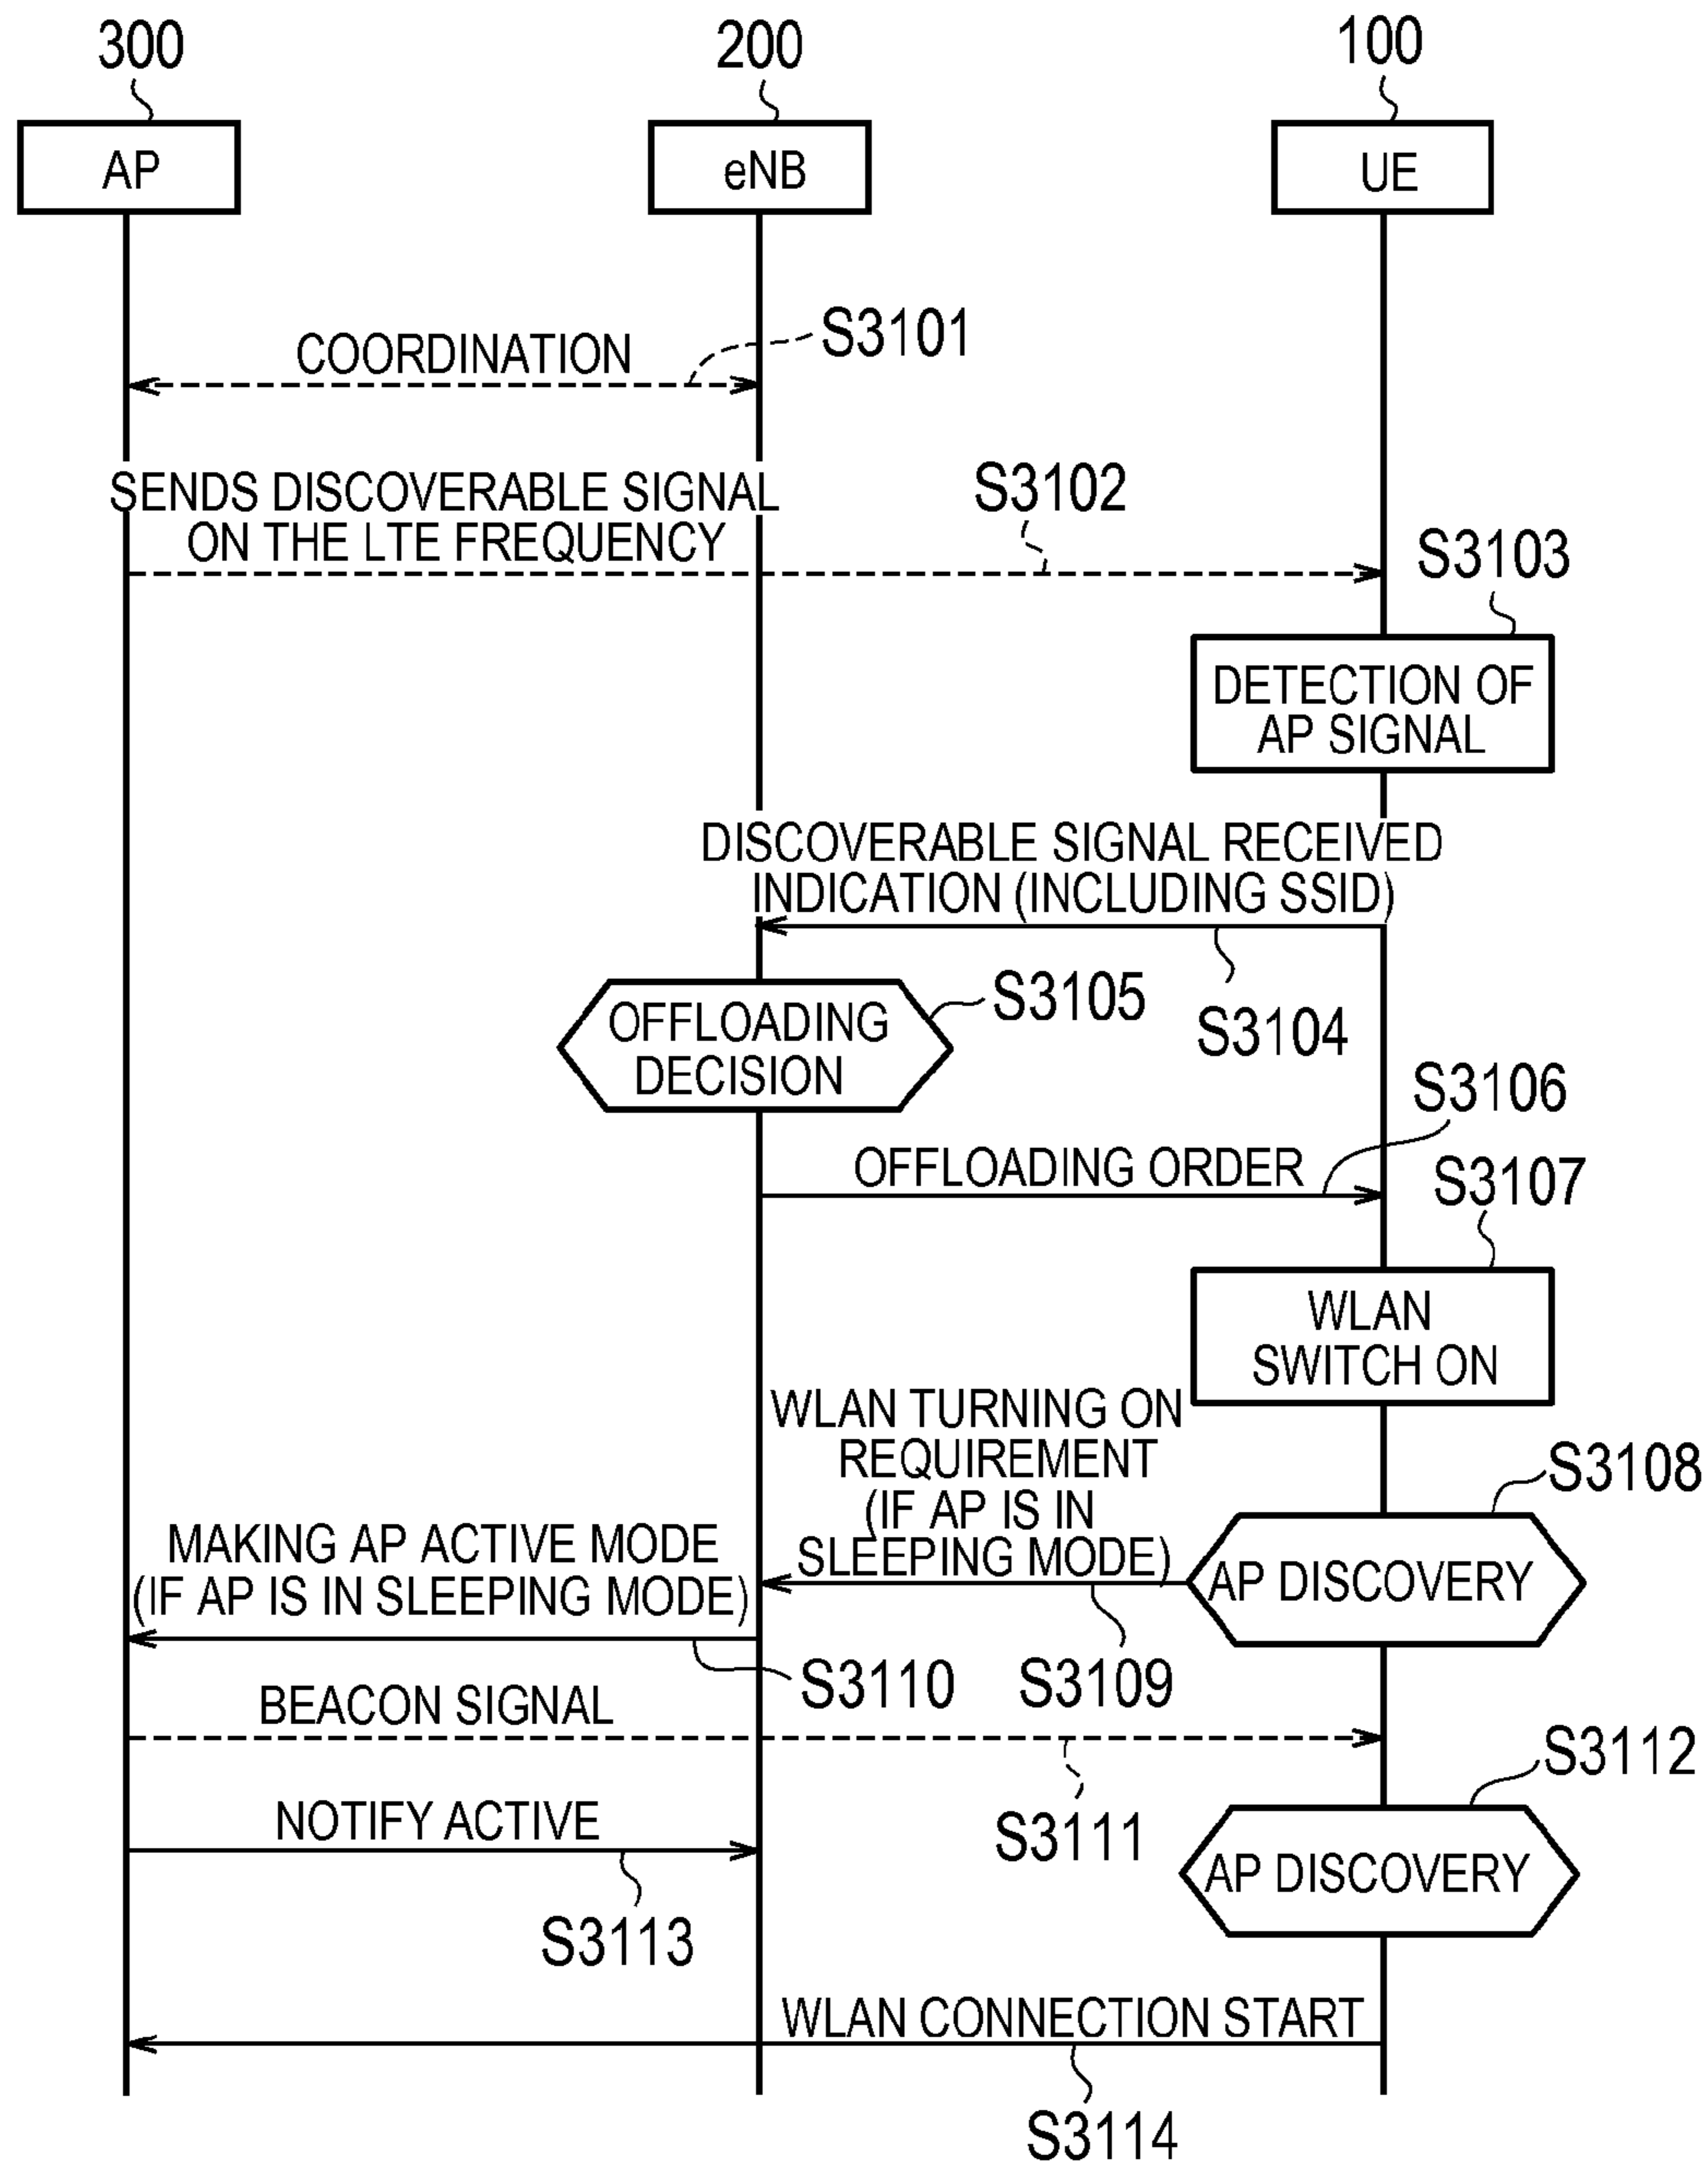 300
200
100
AP
eNB
UE
COORDINATION
S3101
SENDS DISCOVERABLE SIGNAL
ON THE LTE FREQUENCY
S3102
S3103
DETECTION OF
AP SIGNAL
DISCOVERABLE SIGNAL RECEIVED
INDICATION (INCLUDING SSID)
S3104
OFFLOADING
DECISION
S3105
OFFLOADING ORDER
S3106
S3107
WLAN
SWITCH ON
WLAN TURNING ON
REQUIREMENT
(IF AP IS IN
SLEEPING MODE)
S3108
AP DISCOVERY
MAKING AP ACTIVE MODE
(IF AP IS IN SLEEPING MODE)
S3109
S3110
BEACON SIGNAL
S3111
S3112
AP DISCOVERY
NOTIFY ACTIVE
S3113
WLAN CONNECTION START
S3114